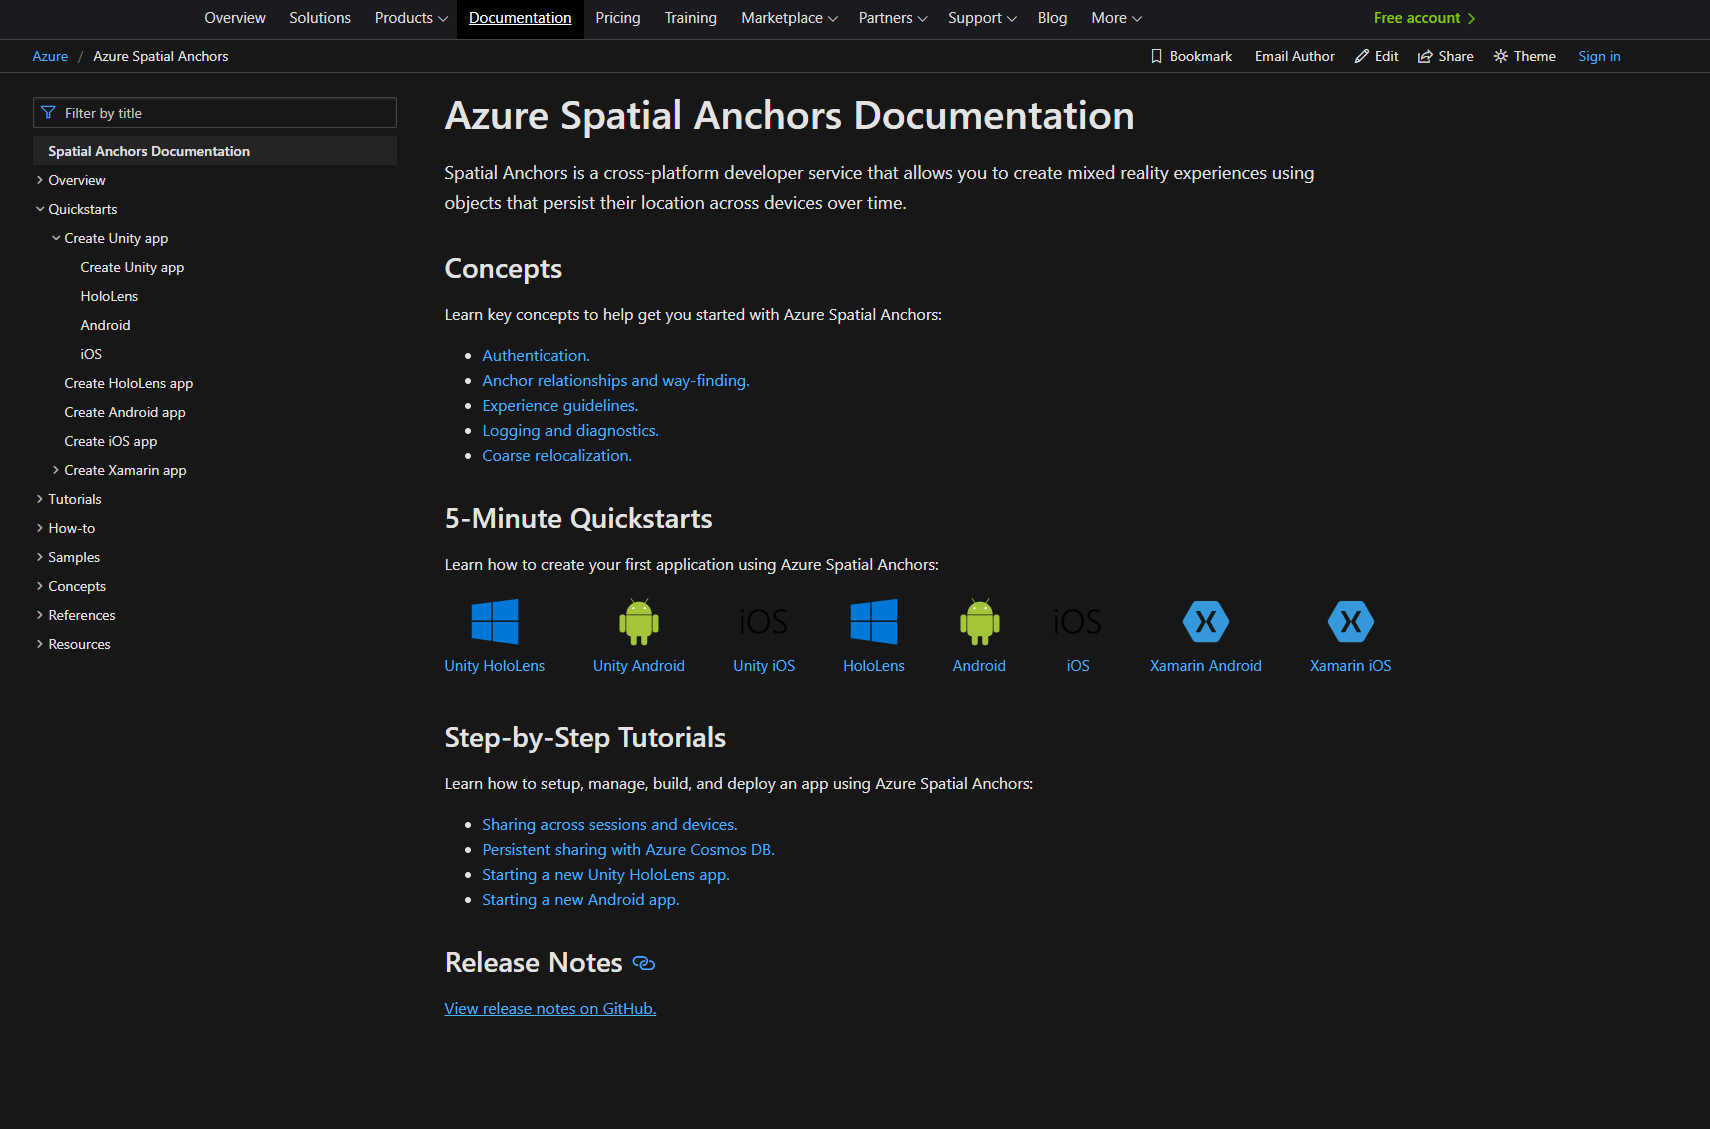 Overview Solutions Products Documentation Pricing Training Marketplace Partners Support Blog More Free account
Azure / Azure Spatial Anchors
Bookmark Email Author Edit Share Theme Sign in
Filter by title
Spatial Anchors Documentation
Overview
Quickstarts
Create Unity app
Create Unity app
HoloLens
Android
iOS
Create HoloLens app
Create Android app
Create iOS app
Create Xamarin app
Tutorials
How-to
Samples
Concepts
References
Resources
Azure Spatial Anchors Documentation
Spatial Anchors is a cross-platform developer service that allows you to create mixed reality experiences using
objects that persist their location across devices over time.
Concepts
Learn key concepts to help get you started with Azure Spatial Anchors:
Authentication.
Anchor relationships and way-finding.
Experience guidelines.
Logging and diagnostics.
Coarse relocalization.
5-Minute Quickstarts
Learn how to create your first application using Azure Spatial Anchors:
iOS iOS
Unity HoloLens Unity Android Unity iOS HoloLens Android iOS Xamarin Android Xamarin iOS
Step-by-Step Tutorials
Learn how to setup, manage, build, and deploy an app using Azure Spatial Anchors:
Sharing across sessions and devices.
Persistent sharing with Azure Cosmos DB.
Starting a new Unity HoloLens app.
Starting a new Android app.
Release Notes
View release notes on GitHub.